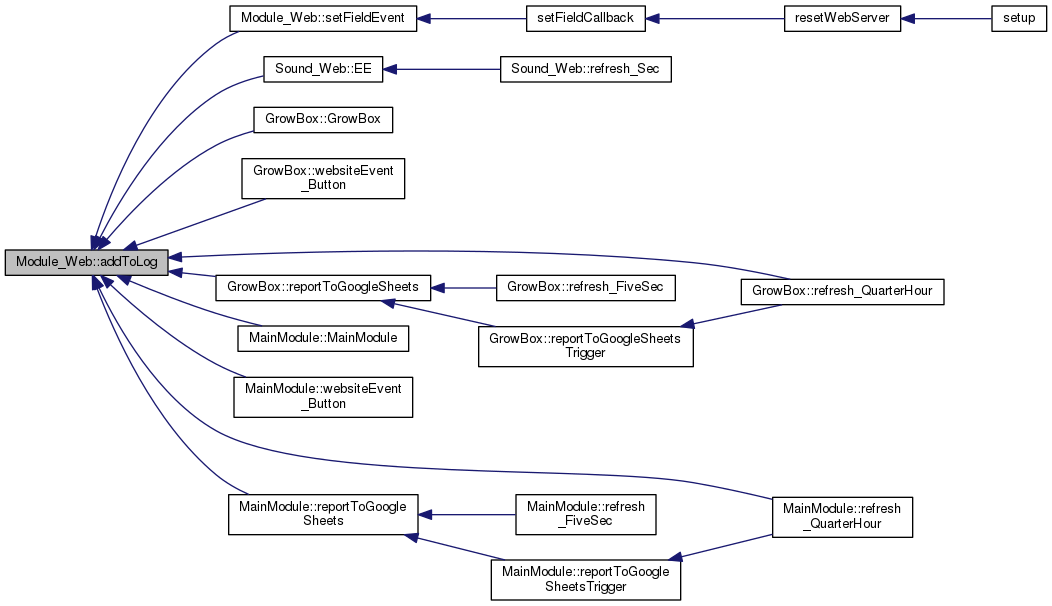 Module_Web::setFieldEvent
setFieldCallback
resetWebServer
setup
Sound_Web::EE
Sound_Web::refresh_Sec
GrowBox::GrowBox
GrowBox::websiteEvent
_Button
Module_Web::addToLog
GrowBox::reportToGoogleSheets
GrowBox::refresh_FiveSec
GrowBox::refresh_QuarterHour
MainModule::MainModule
GrowBox::reportToGoogleSheets
Trigger
MainModule::websiteEvent
_Button
MainModule::reportToGoogle
Sheets
MainModule::refresh
_FiveSec
MainModule::refresh
_QuarterHour
MainModule::reportToGoogle
SheetsTrigger